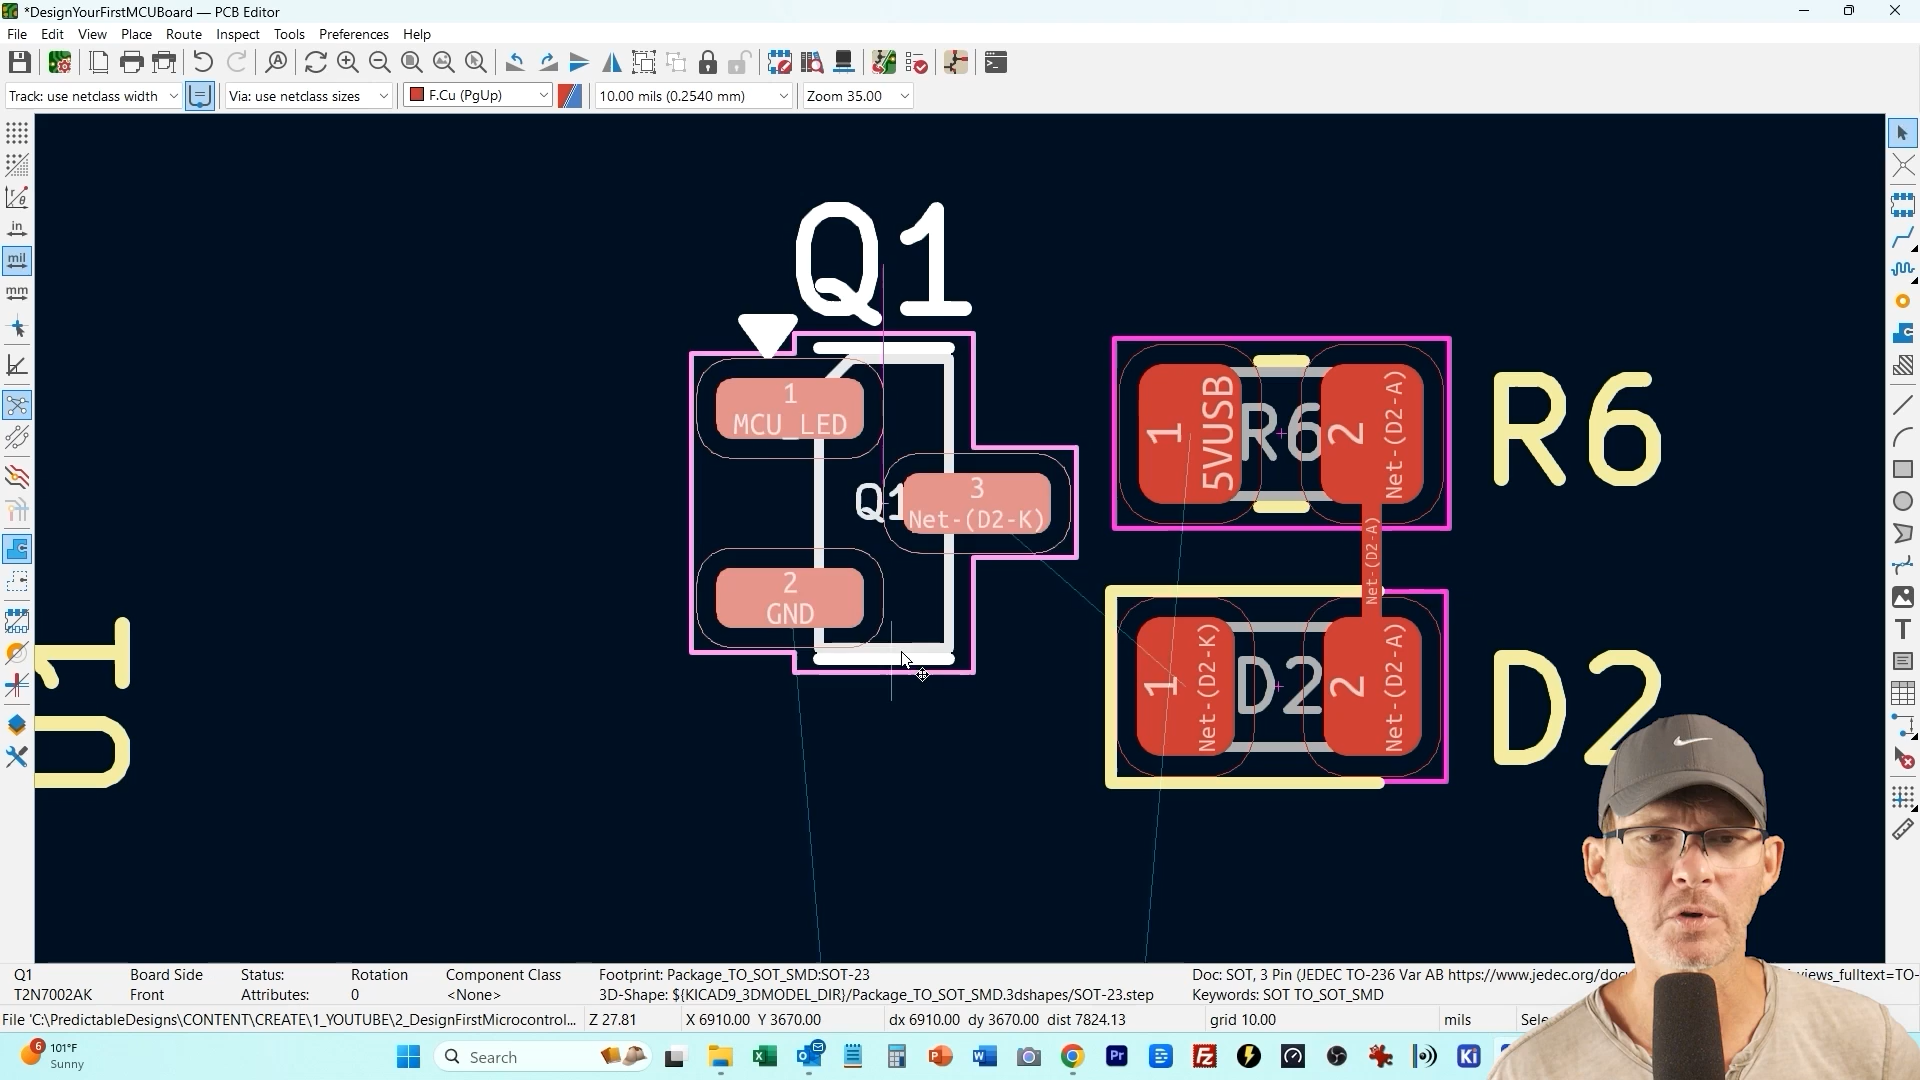 *DesignYourFirstMCUBoard — PCB Editor
File Edit View Place Route Inspect Tools Preferences Help
Track: use netclass width Via: use netclass sizes F.Cu (PgUp) 10.00 mils (0.2540 mm) Zoom 35.00
in
mil
mm
Q1
1
MCU_LED
Q1
3
Net-(D2-K)
2
GND
1
5VUSB
R6
2
Net-(D2-A)
R6
Net-(D2-A)
1
Net-(D2-K)
D2
2
Net-(D2-A)
D2
U1
Q1 Board Side Status: Rotation Component Class Footprint: Package_TO_SOT_SMD:SOT-23 Doc: SOT, 3 Pin (JEDEC TO-236 Var AB
T2N7002AK Front Attributes: 0 <None> 3D-Shape: ${KICAD9_3DMODEL_DIR}/Package_TO_SOT_SMD.3dshapes/SOT-23.step Keywords: SOT TO_SOT_SMD
File 'C:\PredictableDesigns\CONTENT\CREATE\1_YOUTUBE\2_DesignFirstMicrocontrol... Z 27.81 X 6910.00 Y 3670.00 dx 6910.00 dy 3670.00 dist 7824.13 grid 10.00 mils
6
101°F
Sunny
Search
Pr
Fz
Ki